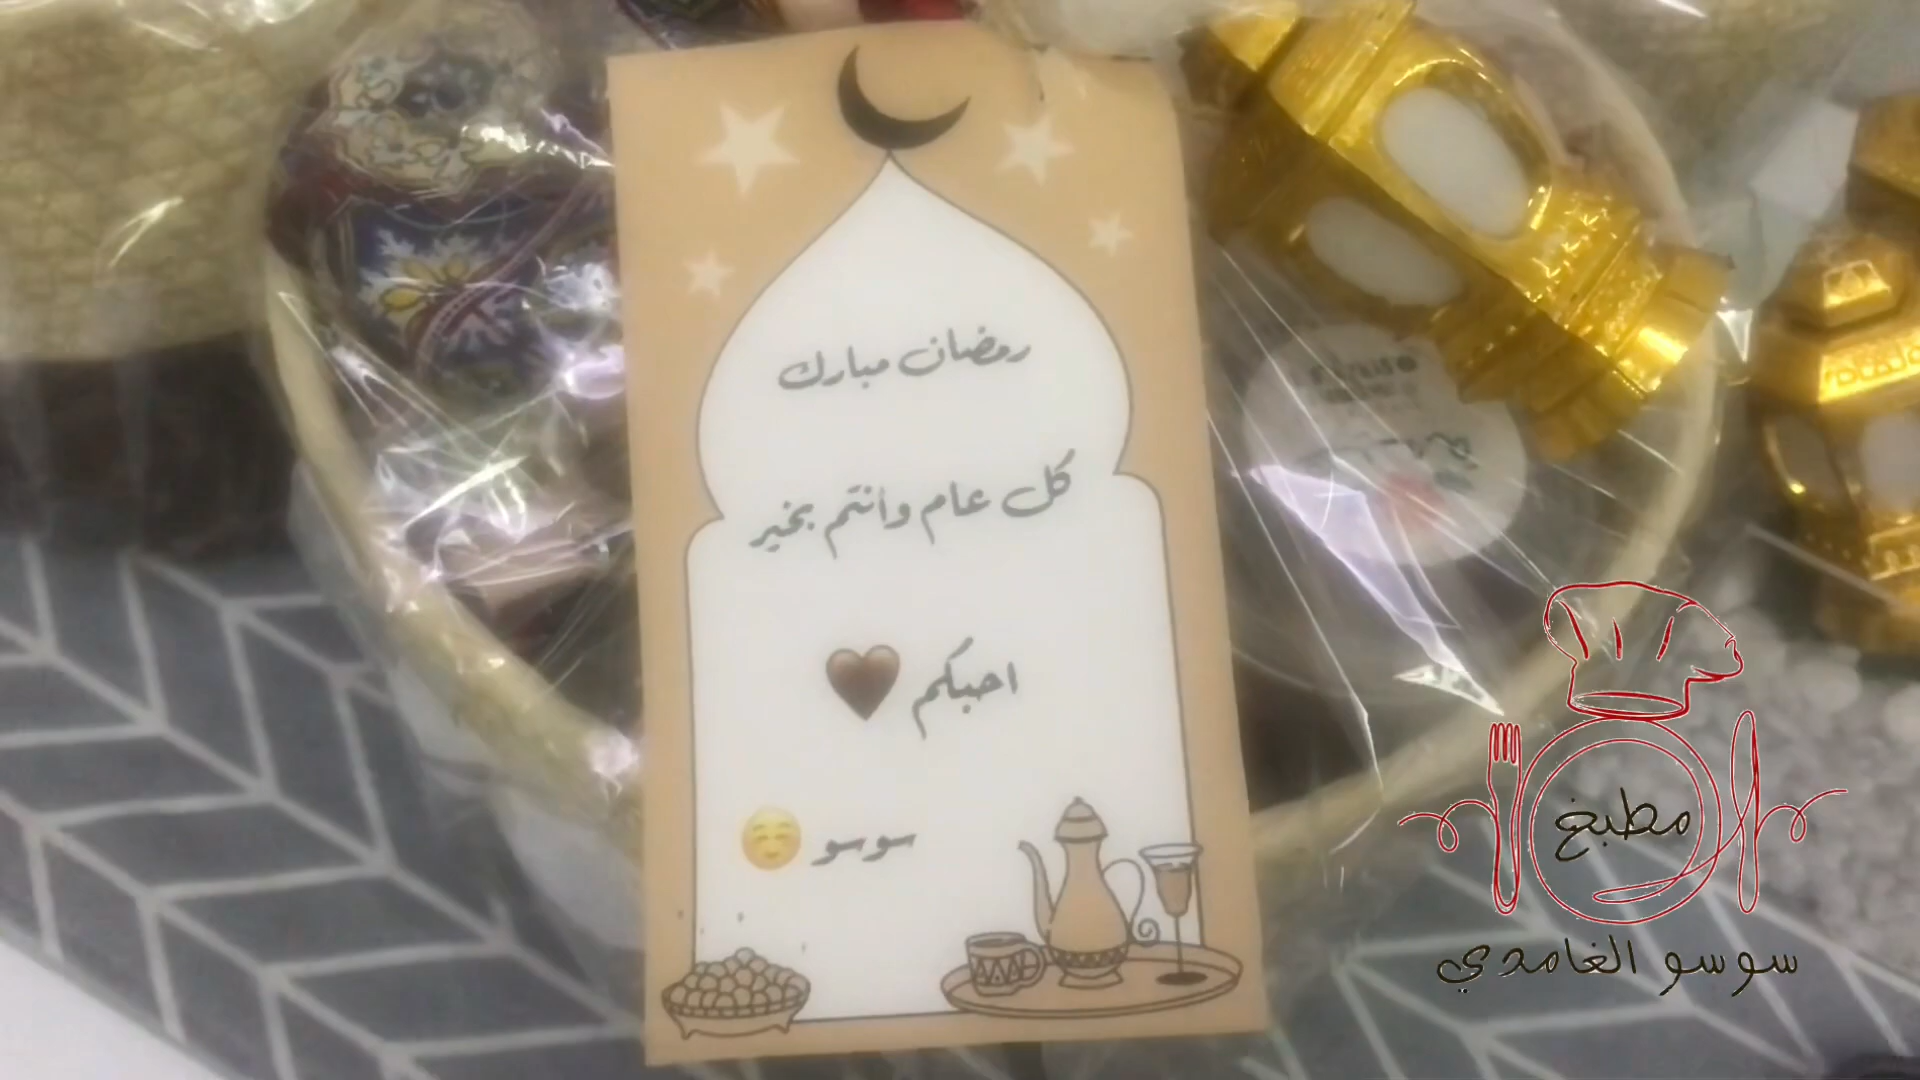 رمضان مبارك
كل عام وانتم بخير
احبكم 🤎
سوسو ☺️
مطبخ
سوسو الغامدي